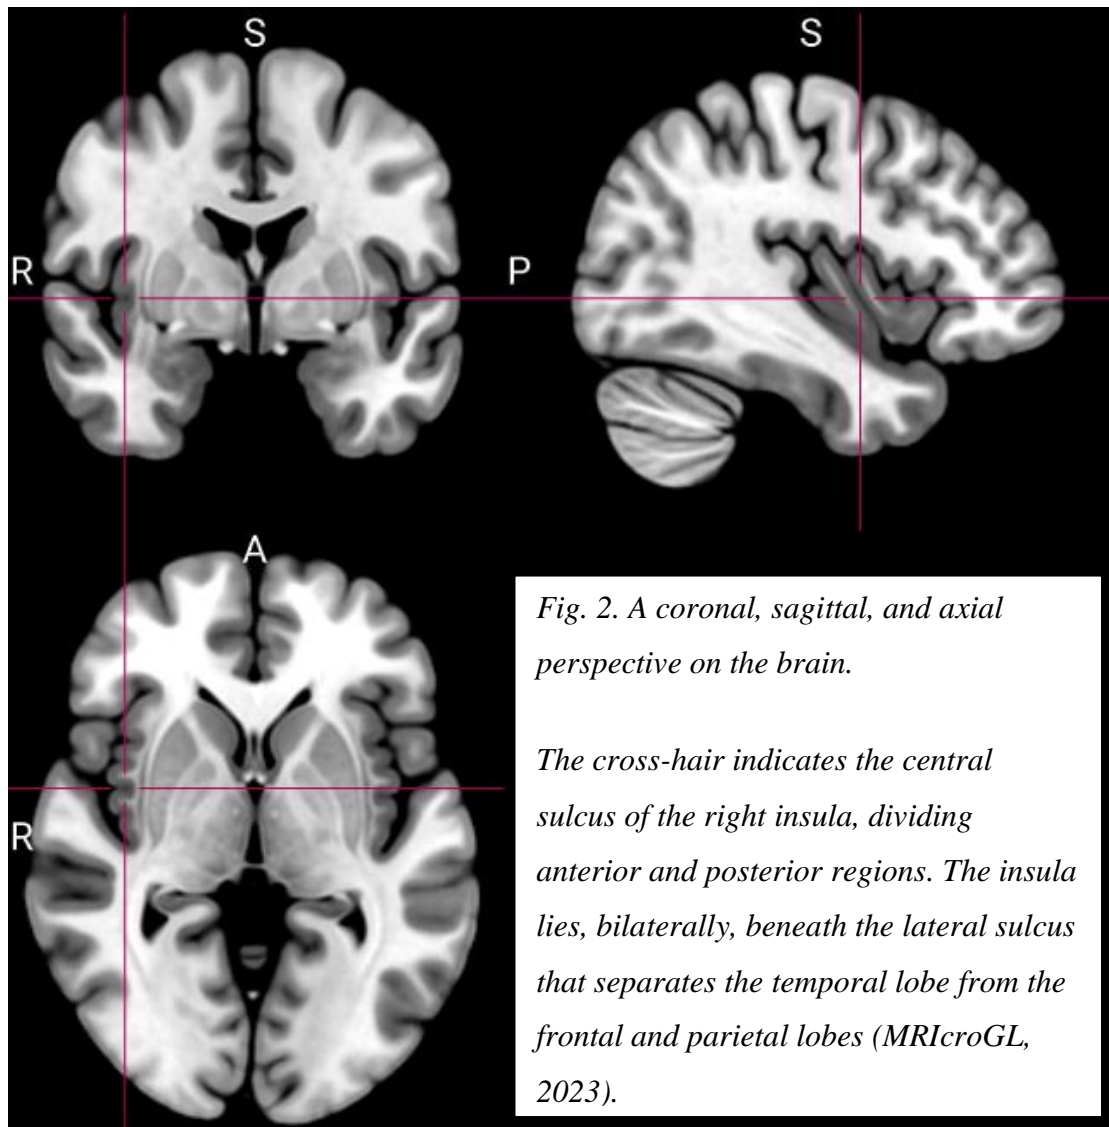 S
S
R
P
A
R
Fig. 2. A coronal, sagittal, and axial
perspective on the brain.
The cross-hair indicates the central
sulcus of the right insula, dividing
anterior and posterior regions. The insula
lies, bilaterally, beneath the lateral sulcus
that separates the temporal lobe from the
frontal and parietal lobes (MRIcroGL,
2023).